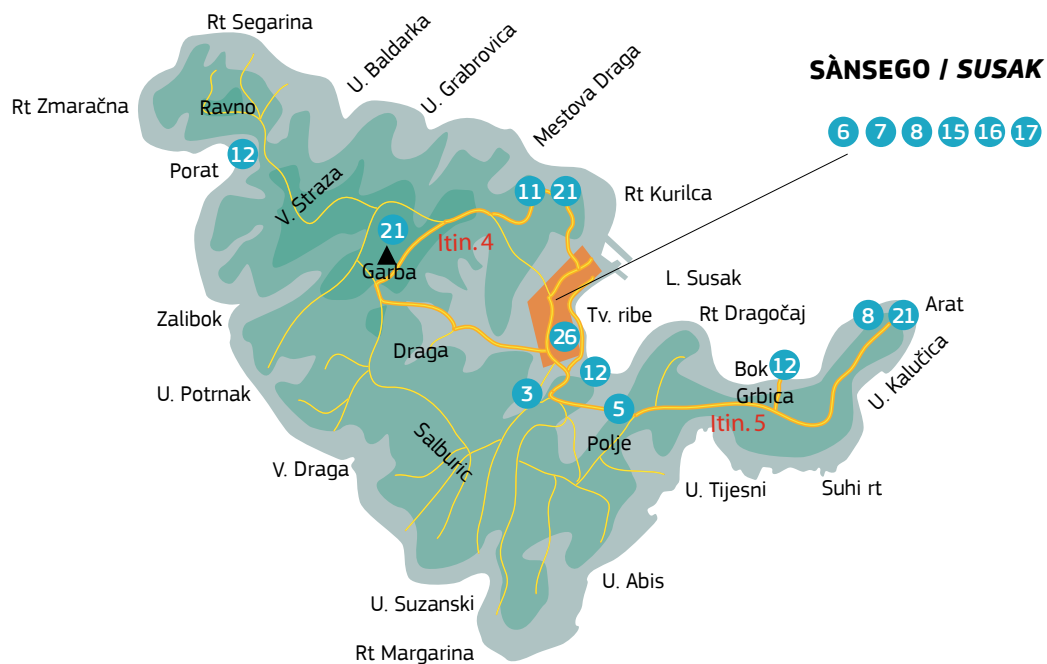 Rt Segarina
U. Baldarka
U. Grabrovica
Mestova Draga
SÀNSEGO / SUSAK
6 7 8 15 16 17
Rt Zmaračna
Ravno
12
Porat
V. Straza
11 21
Rt Kurilca
21
Itin. 4
Garba
L. Susak
Zalibok
Tv. ribe
Rt Dragočaj
8 21
Arat
26
Draga
12
Bok
12
U. Kalučica
U. Potrnak
3
5
Grbica
Itin. 5
Salburic
Polje
V. Draga
U. Tijesni
Suhi rt
U. Abis
U. Suzanski
Rt Margarina